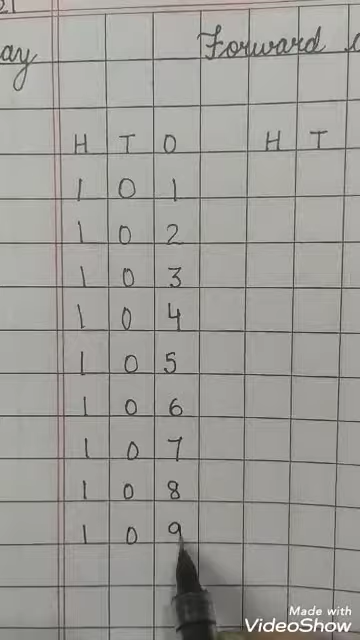 21
ay Forward
H T O H T
1 0 1
1 0 2
1 0 3
1 0 4
1 0 5
1 0 6
1 0 7
1 0 8
1 0 9
Made with
VideoShow